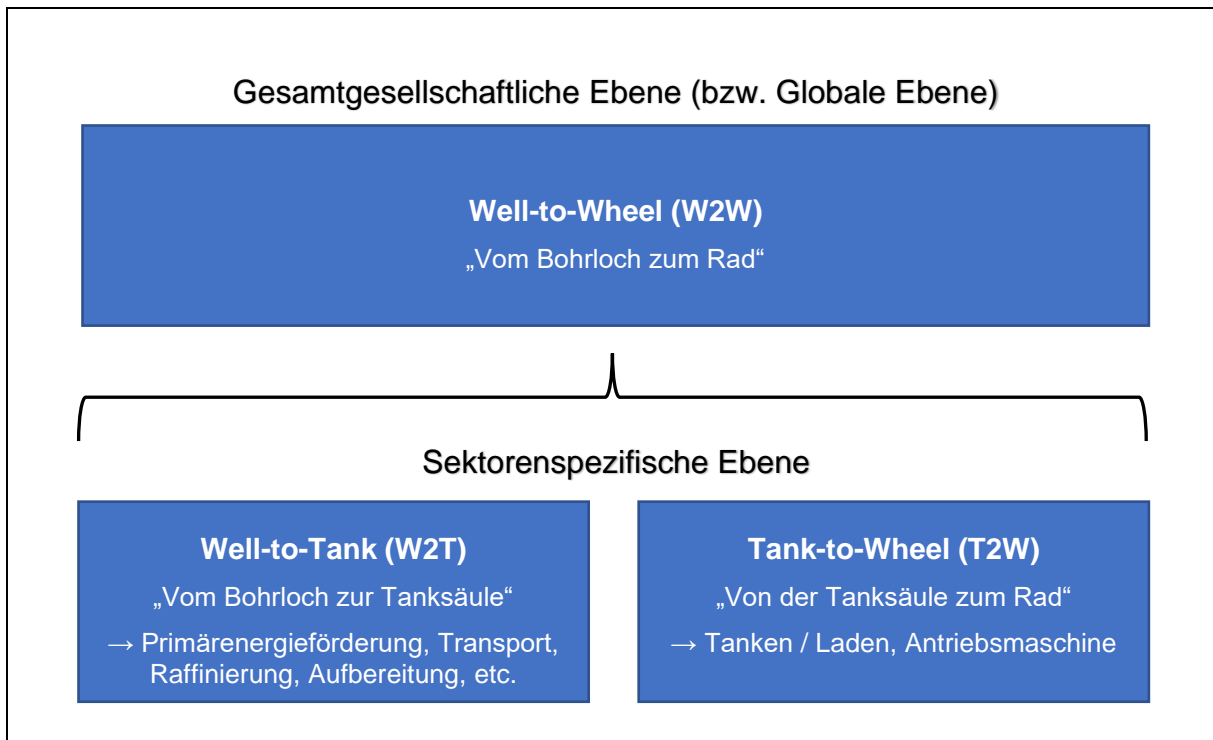 Gesamtgesellschaftliche Ebene (bzw. Globale Ebene)
Well-to-Wheel (W2W)
„Vom Bohrloch zum Rad“
Sektorenspezifische Ebene
Well-to-Tank (W2T)
„Vom Bohrloch zur Tanksäule“
→ Primärenergieförderung, Transport,
Raffinierung, Aufbereitung, etc.
Tank-to-Wheel (T2W)
„Von der Tanksäule zum Rad“
→ Tanken / Laden, Antriebsmaschine